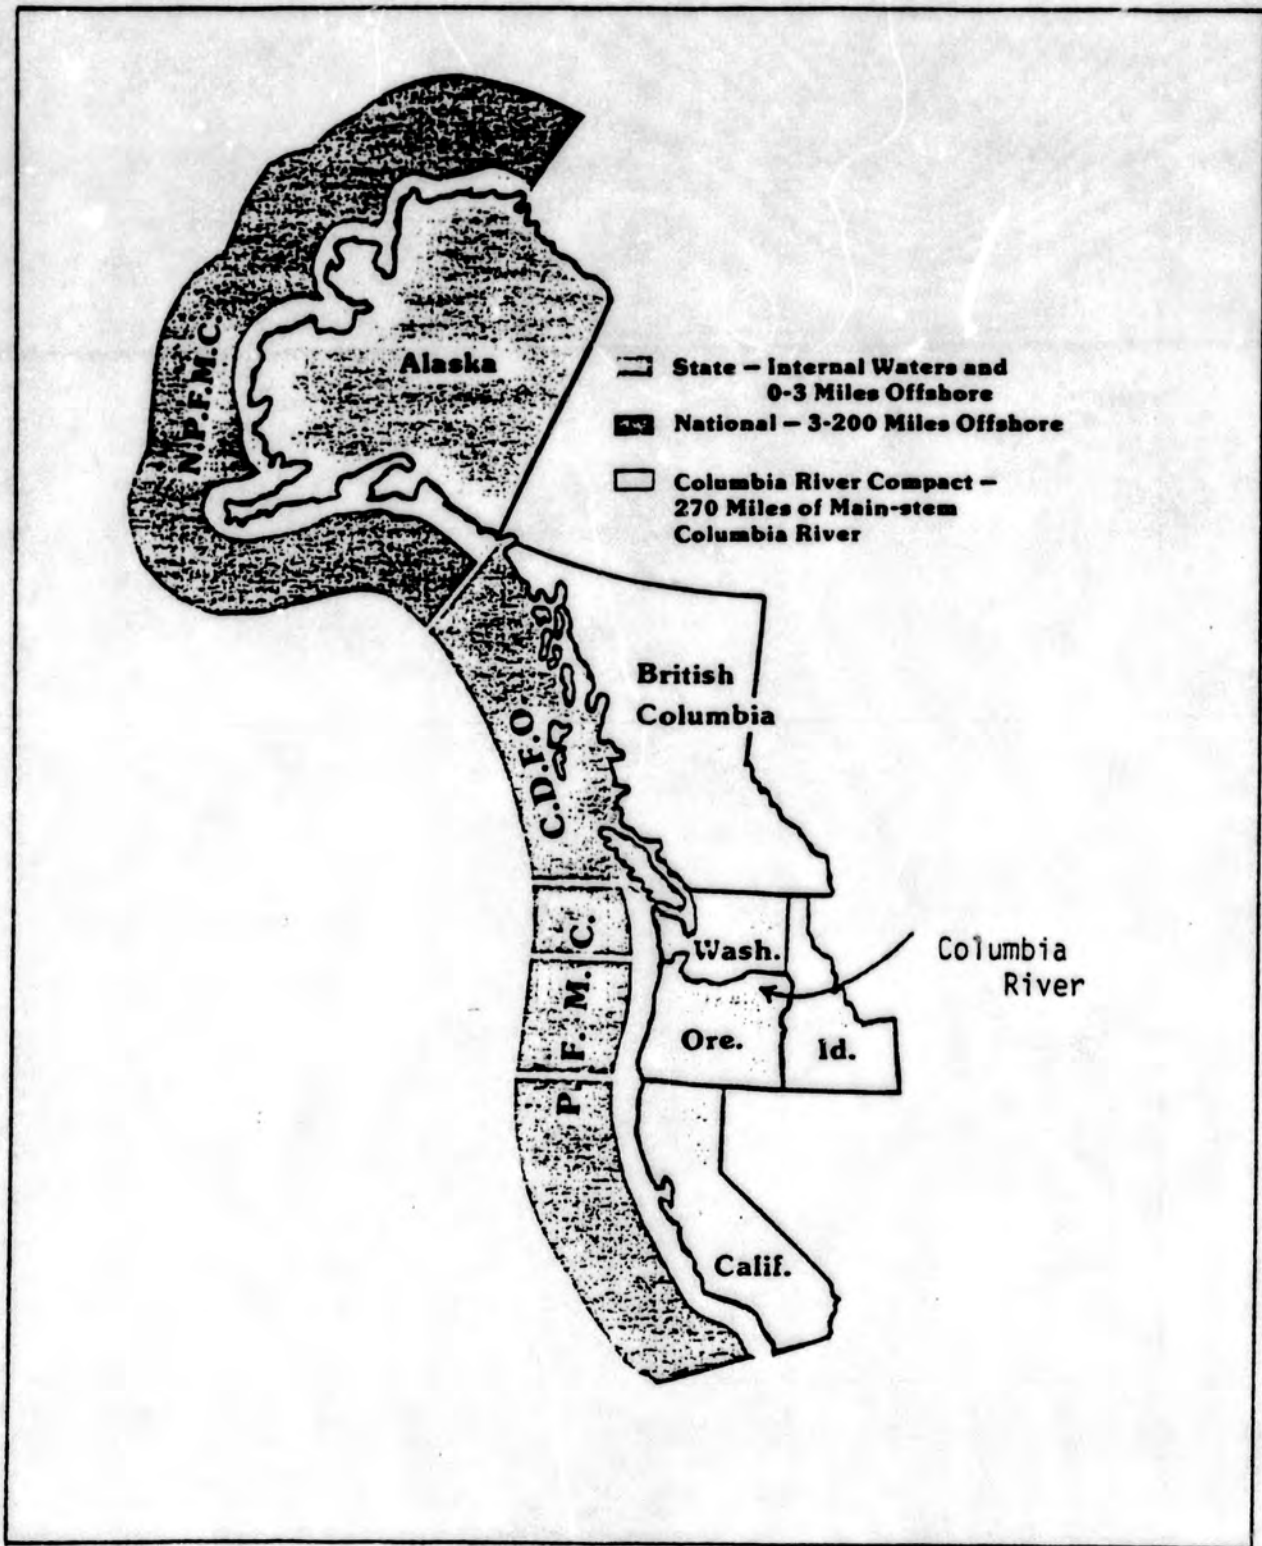 N.P.F.M.C.
Alaska
State — Internal Waters and
0-3 Miles Offshore
National — 3-200 Miles Offshore
Columbia River Compact —
270 Miles of Main-stem
Columbia River
British
Columbia
C.D.F.O.
P. F. M. C.
Wash.
Columbia
River
Ore.
Id.
Calif.